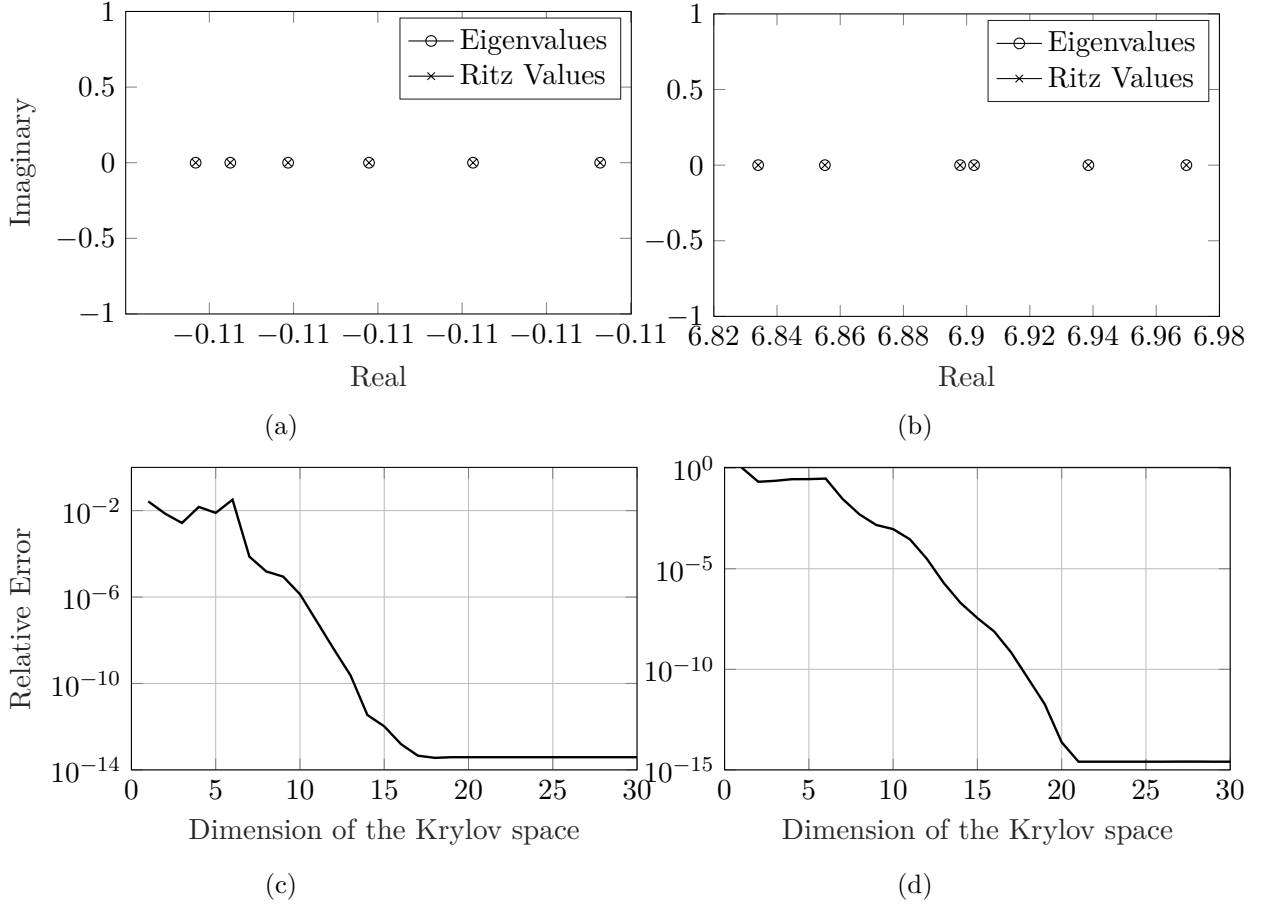 1
0.5
0
−0.5
−1
Imaginary
Eigenvalues
Ritz Values
−0.11 −0.11 −0.11 −0.11 −0.11 −0.11
Real
(a)
1
0.5
0
−0.5
−1
Eigenvalues
Ritz Values
6.82 6.84 6.86 6.88 6.9 6.92 6.94 6.96 6.98
Real
(b)
10^−2
10^−6
10^−10
10^−14
Relative Error
0 5 10 15 20 25 30
Dimension of the Krylov space
(c)
10^0
10^−5
10^−10
10^−15
0 5 10 15 20 25 30
Dimension of the Krylov space
(d)